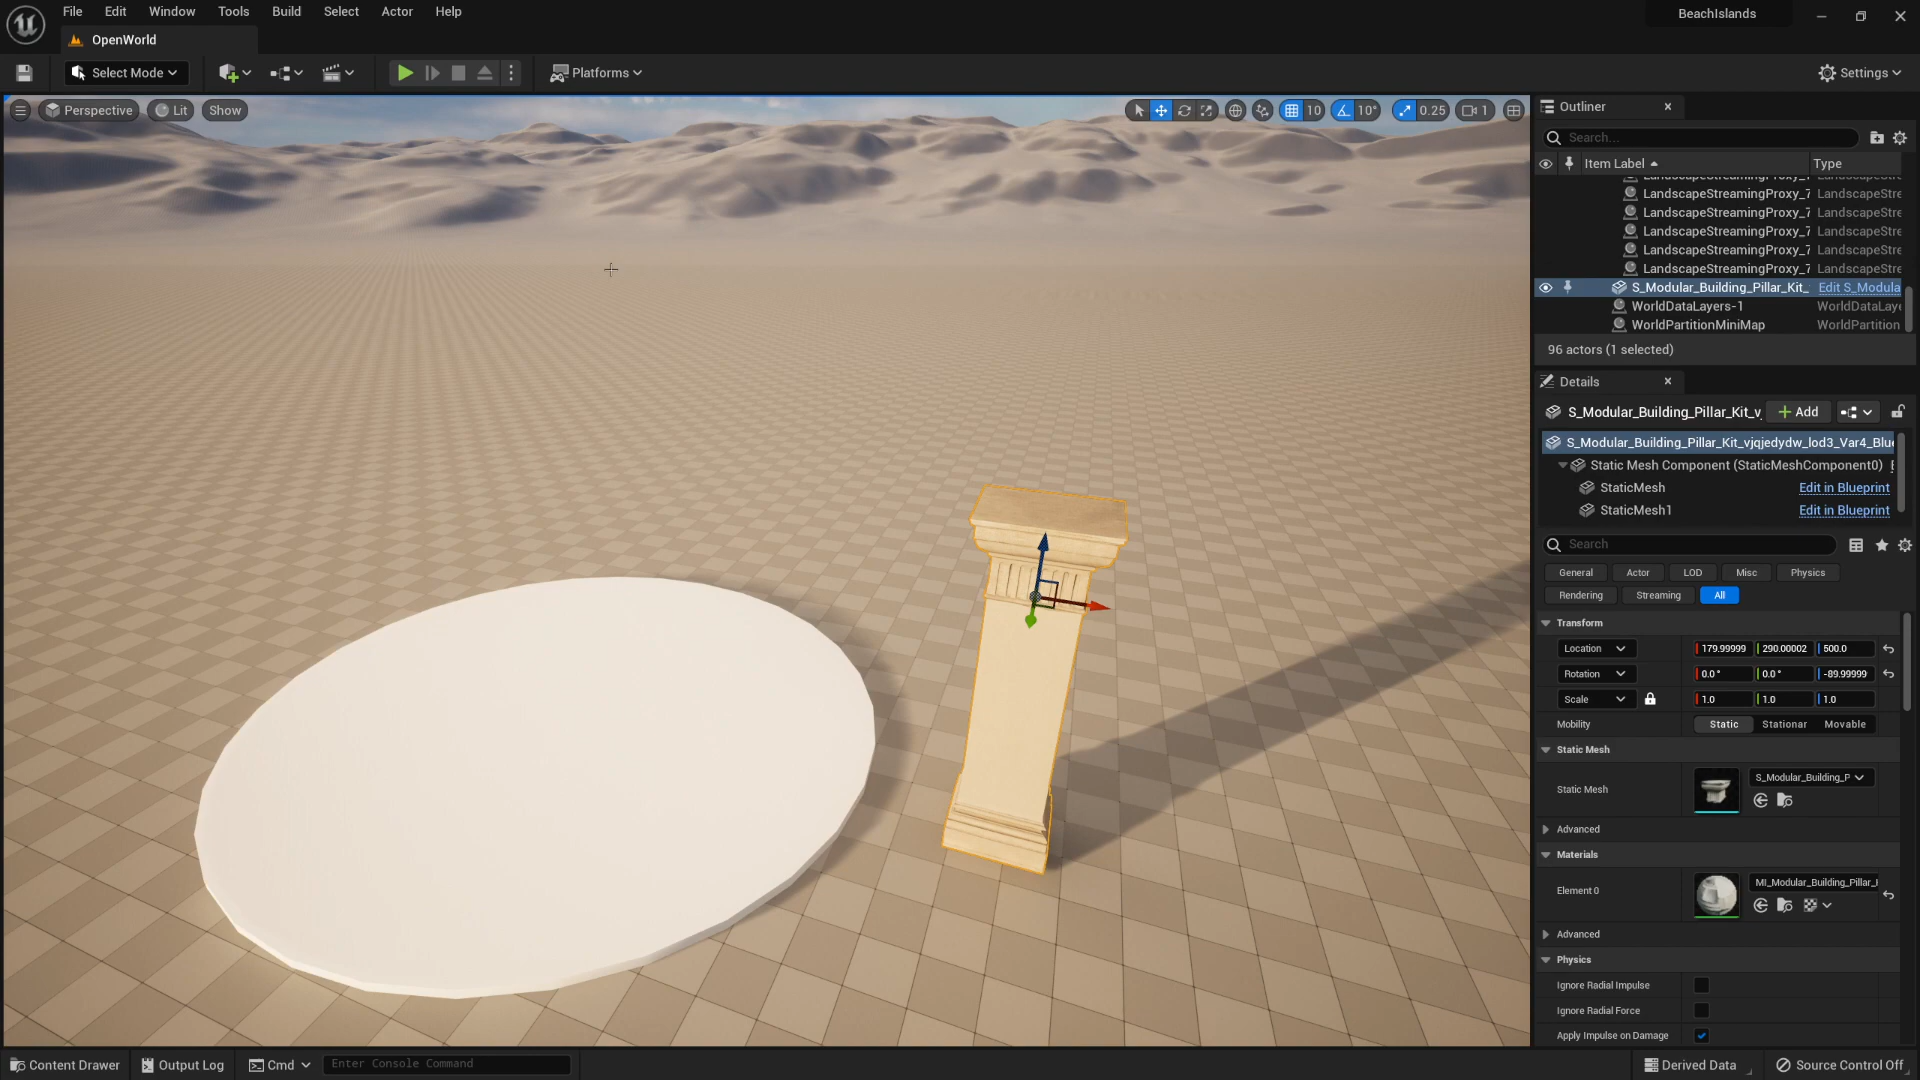 File Edit Window Tools Build Select Actor Help
BeachIslands
OpenWorld
Select Mode
Platforms
Settings
Perspective Lit Show
10 10° 0.25 1
Outliner
Search...
Item Label Type
LandscapeStreamingProxy_7 LandscapeStre
LandscapeStreamingProxy_7 LandscapeStre
LandscapeStreamingProxy_7 LandscapeStre
LandscapeStreamingProxy_7 LandscapeStre
LandscapeStreamingProxy_7 LandscapeStre
LandscapeStreamingProxy_7 LandscapeStre
S_Modular_Building_Pillar_Kit_ Edit S_Modula
WorldDataLayers-1 WorldDataLaye
WorldPartitionMiniMap WorldPartition
96 actors (1 selected)
Details
S_Modular_Building_Pillar_Kit_v Add
S_Modular_Building_Pillar_Kit_vjqjedydw_lod3_Var4_Blue
Static Mesh Component (StaticMeshComponent0)
StaticMesh Edit in Blueprint
StaticMesh1 Edit in Blueprint
Search
General Actor LOD Misc Physics
Rendering Streaming All
Transform
Location 179.99999 290.00002 500.0
Rotation 0.0° 0.0° -89.99999
Scale 1.0 1.0 1.0
Mobility Static Stationar Movable
Static Mesh
Static Mesh S_Modular_Building_P
Advanced
Materials
Element 0 MI_Modular_Building_Pillar_
Advanced
Physics
Ignore Radial Impulse
Ignore Radial Force
Apply Impulse on Damage
Content Drawer Output Log Cmd Enter Console Command
Derived Data Source Control Off